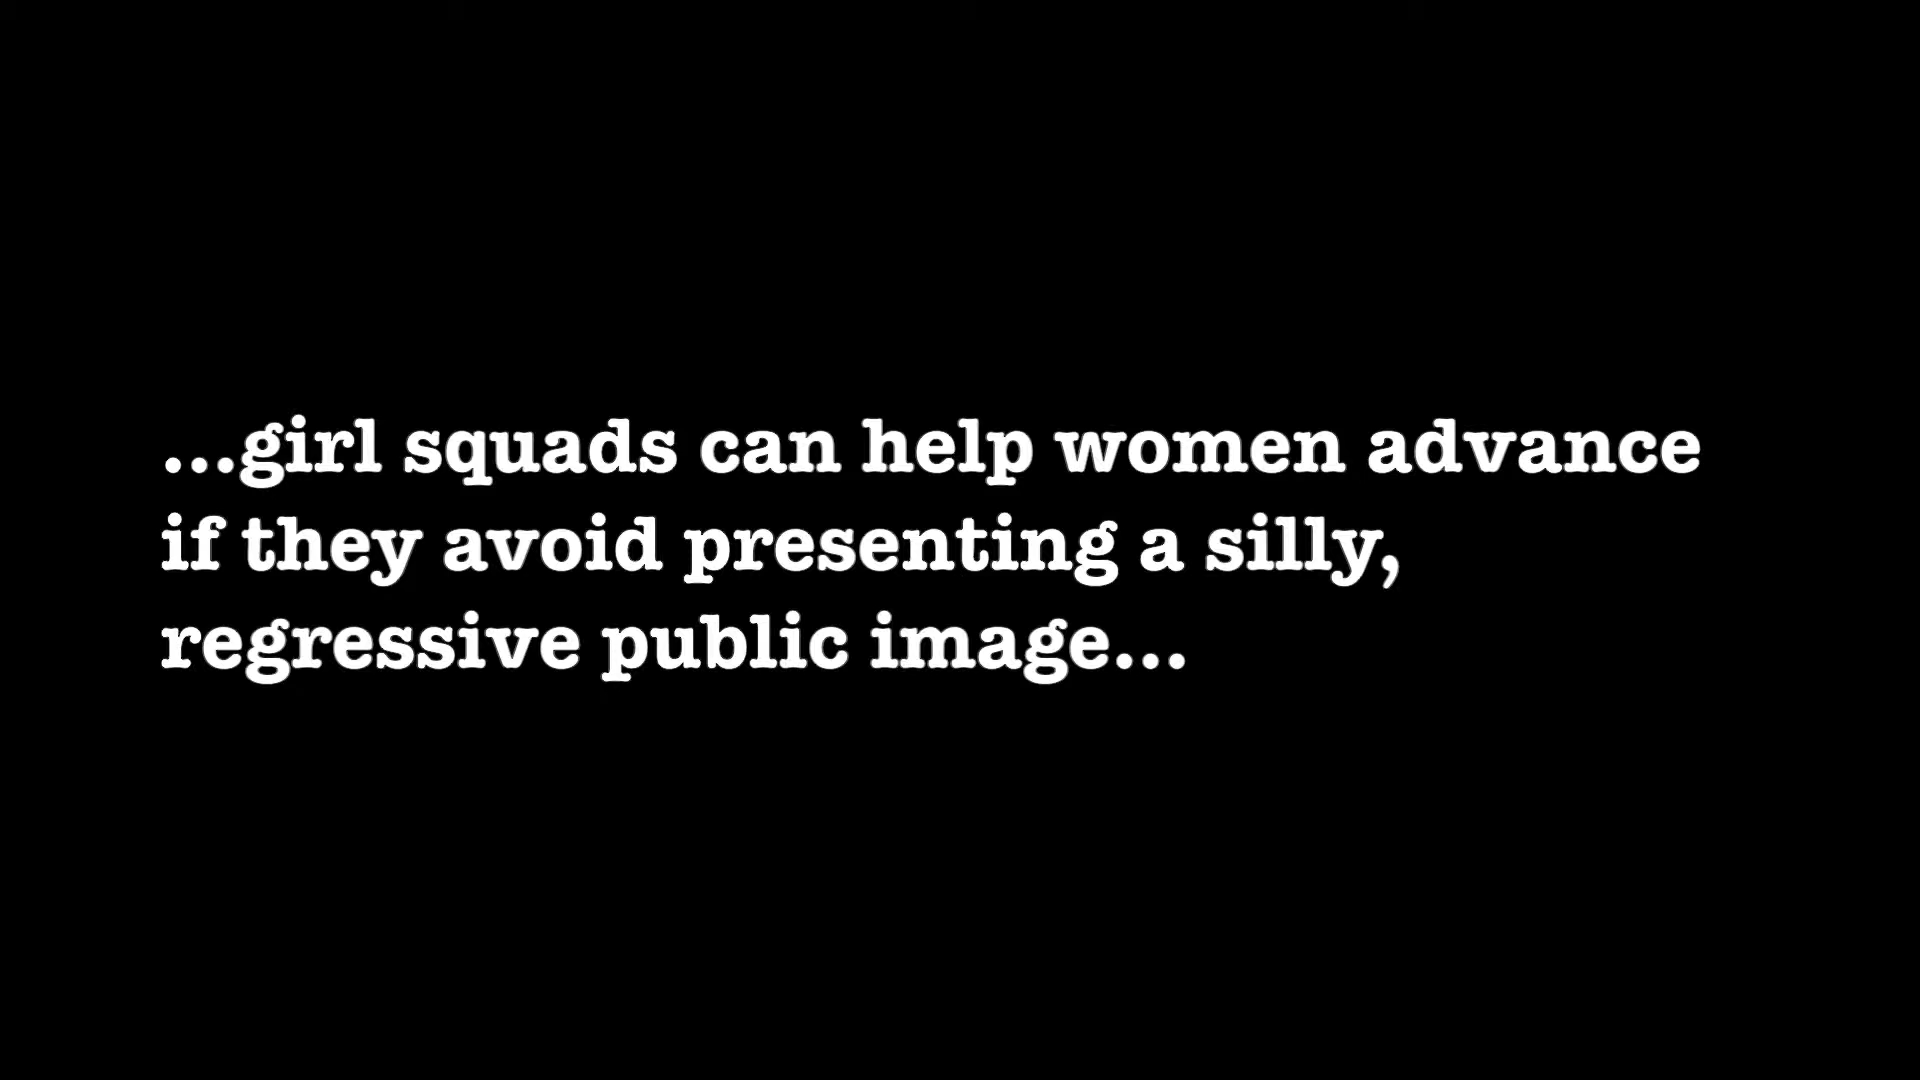 ...girl squads can help women advance
if they avoid presenting a silly,
regressive public image...